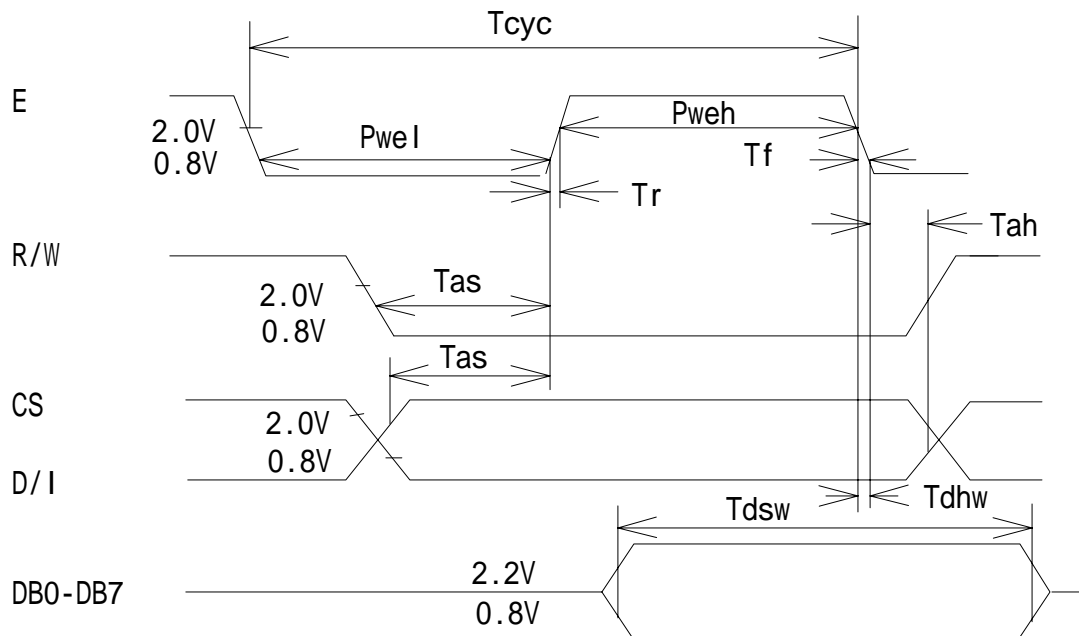 Tcyc
E
2.0V
Pweh
Pwel
0.8V
Tf
Tr
Tah
R/W
2.0V
Tas
0.8V
Tas
CS
2.0V
0.8V
D/I
Tdsw
Tdhw
2.2V
DB0-DB7
0.8V